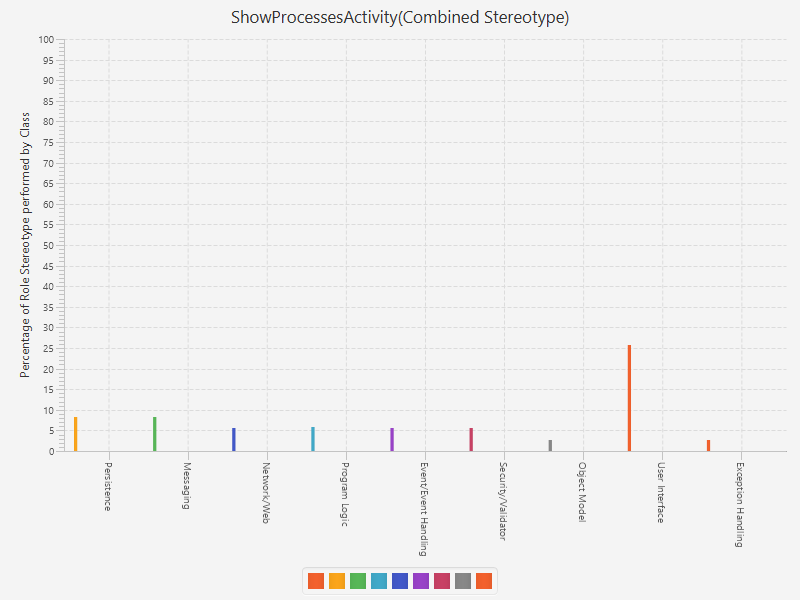 ShowProcessesActivity(Combined Stereotype)
Percentage of Role Stereotype performed by Class
100
95
90
85
80
75
70
65
60
55
50
45
40
35
30
25
20
15
10
5
0
Persistence
Messaging
Network/Web
Program Logic
Event/Event Handling
Security/Validator
Object Model
User Interface
Exception Handling